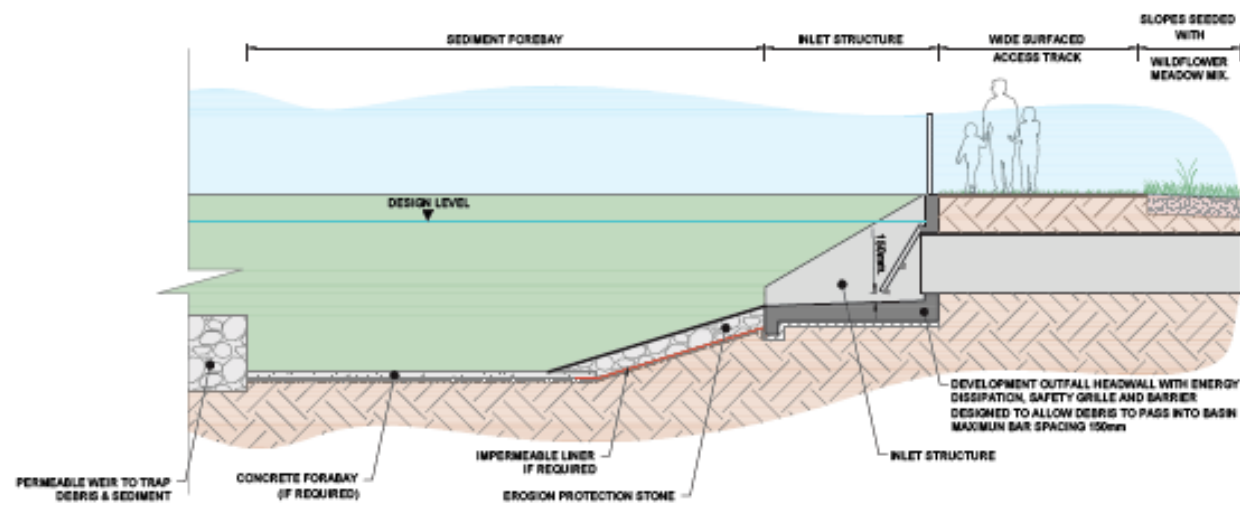 SLOPES SEEDED
WITH
WILDFLOWER
MEADOW MIX.
SEDIMENT FOREBAY
INLET STRUCTURE
WIDE SURFACED
ACCESS TRACK
DESIGN LEVEL
150mm.
DEVELOPMENT OUTFALL HEADWALL WITH ENERGY
DISSIPATION, SAFETY GRILLE AND BARRIER
DESIGNED TO ALLOW DEBRIS TO PASS INTO BASIN
MAXIMUN BAR SPACING 150mm
INLET STRUCTURE
IMPERMEABLE LINER
IF REQUIRED
EROSION PROTECTION STONE
CONCRETE FORABAY
(IF REQUIRED)
PERMEABLE WEIR TO TRAP
DEBRIS & SEDIMENT